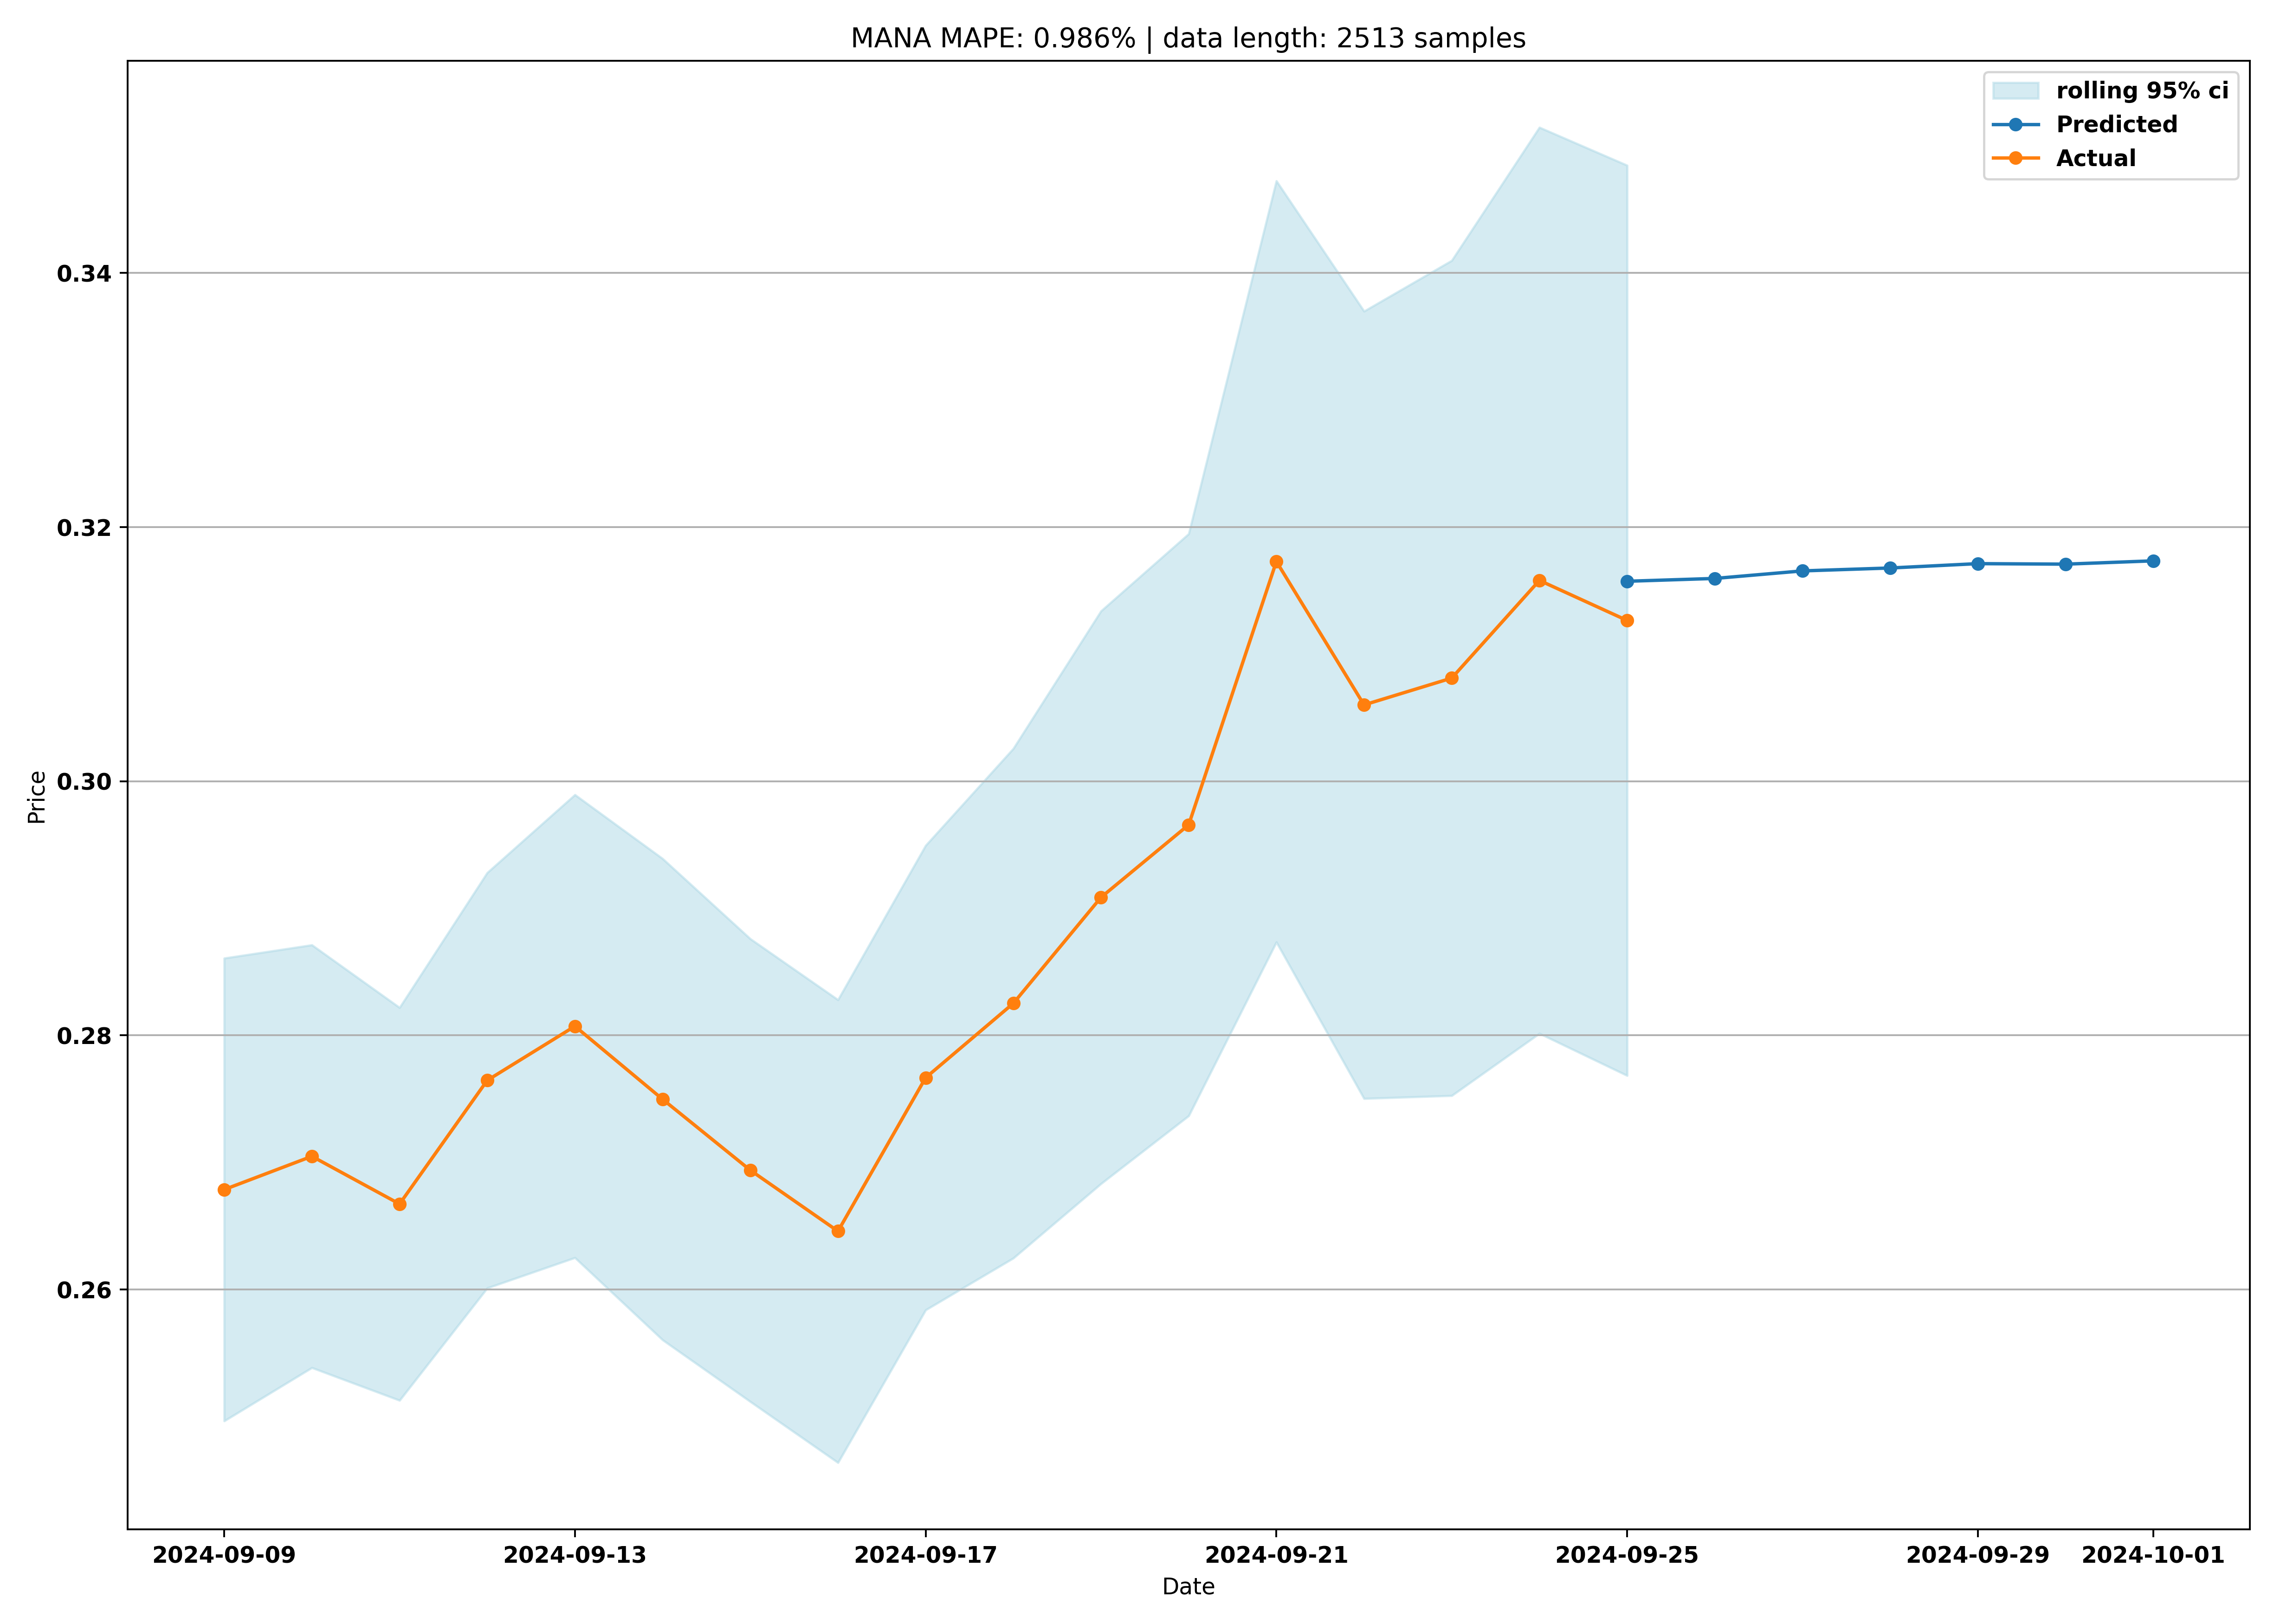 MANA MAPE: 0.986% | data length: 2513 samples
rolling 95% ci
Predicted
Actual
0.34
0.32
0.30
0.28
0.26
Price
2024-09-09 2024-09-13 2024-09-17 2024-09-21 2024-09-25 2024-09-29 2024-10-01
Date